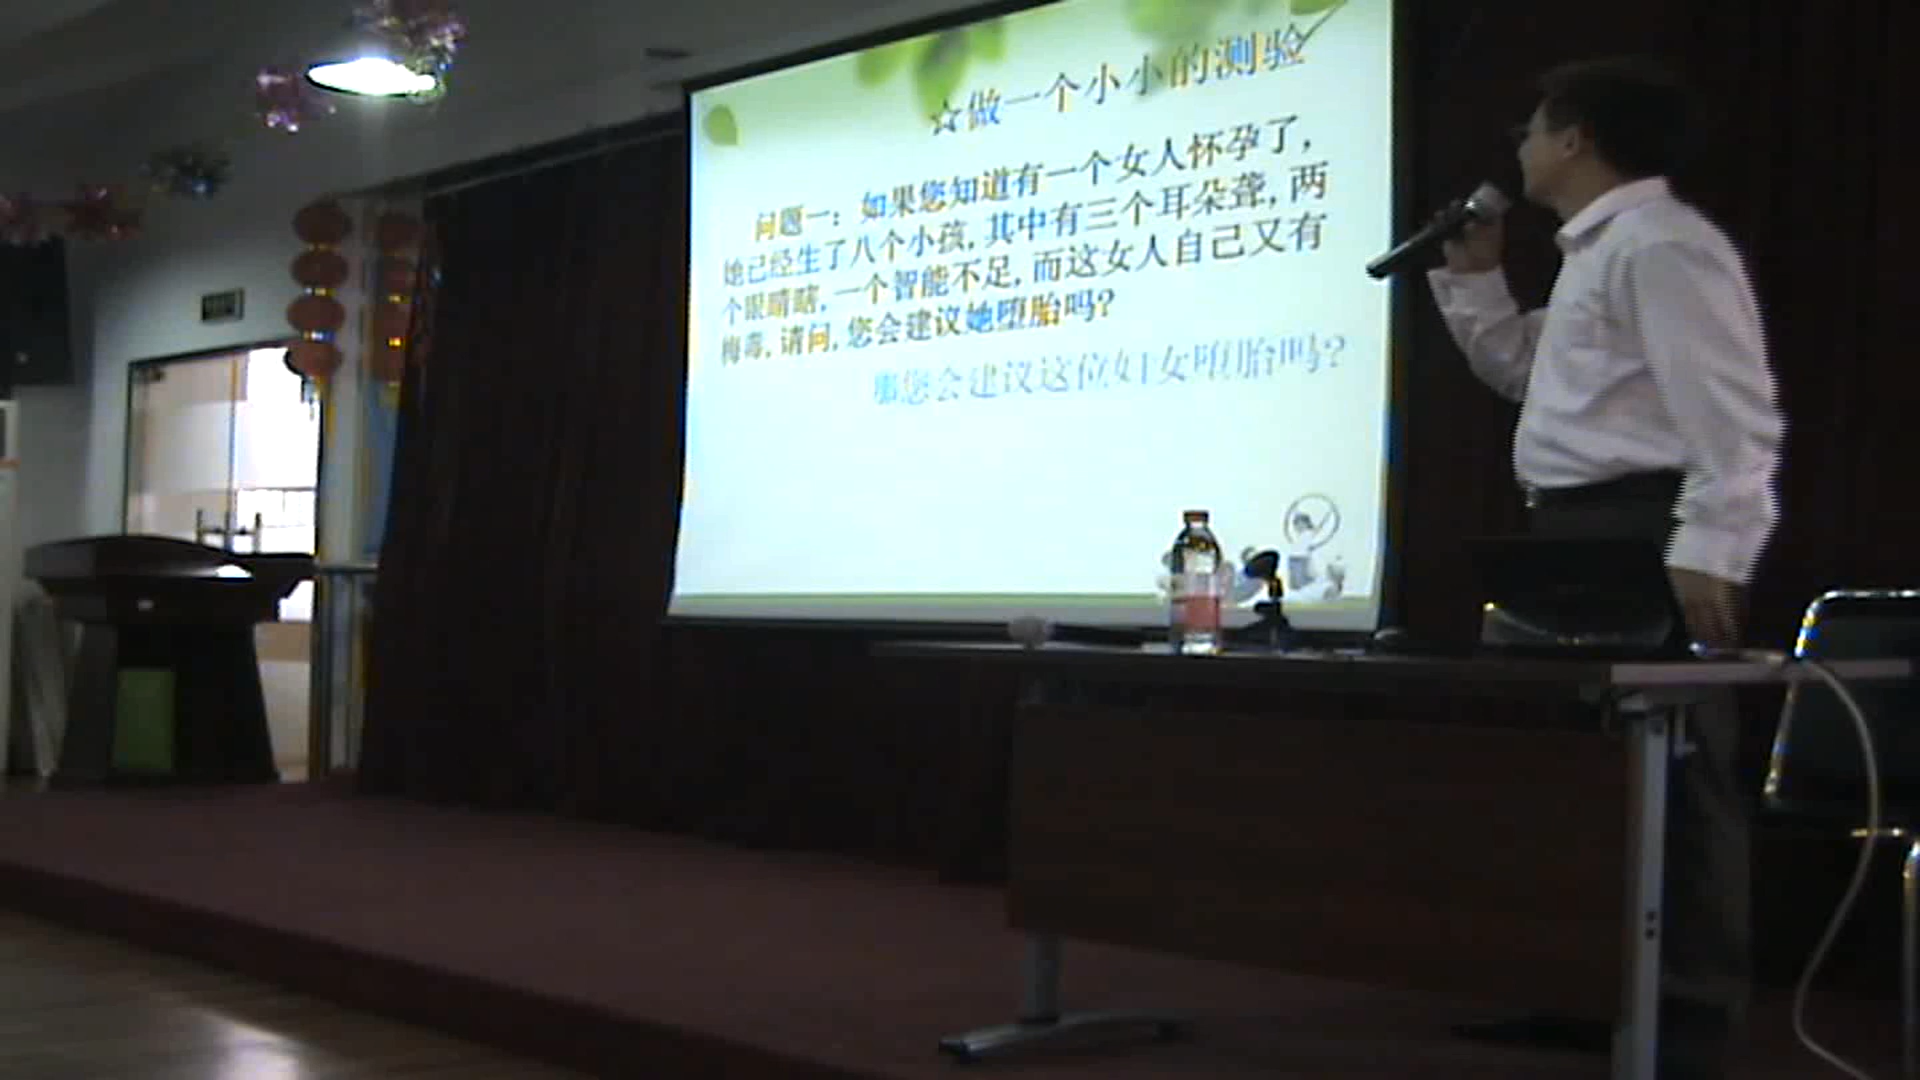 ☆做一个小小的测验
问题一：如果您知道有一个女人怀孕了，
她已经生了八个小孩，其中有三个耳朵聋，两
个眼睛瞎，一个智能不足，而这女人自己又有
梅毒，请问，您会建议她堕胎吗？
那您会建议这位妇女堕胎吗？